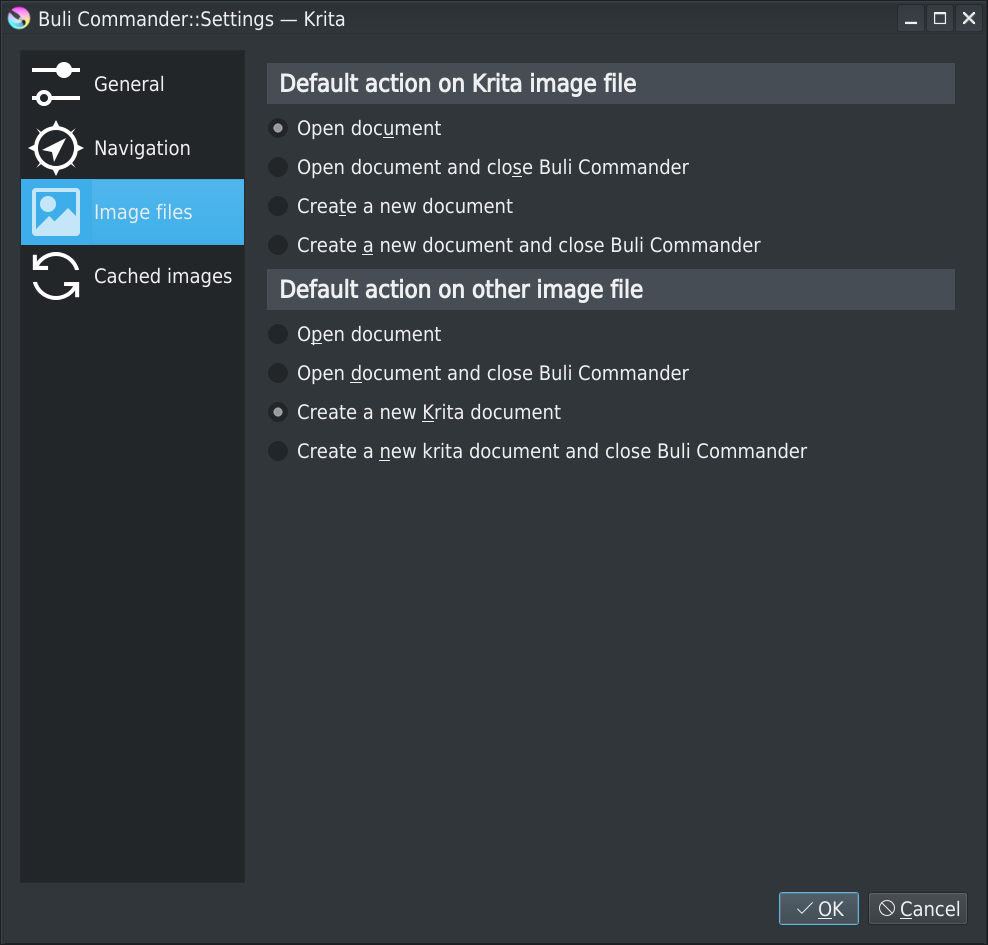 Buli Commander::Settings — Krita
General
Navigation
Image files
Cached images
Default action on Krita image file
Open document
Open document and close Buli Commander
Create a new document
Create a new document and close Buli Commander
Default action on other image file
Open document
Open document and close Buli Commander
Create a new Krita document
Create a new krita document and close Buli Commander
OK
Cancel